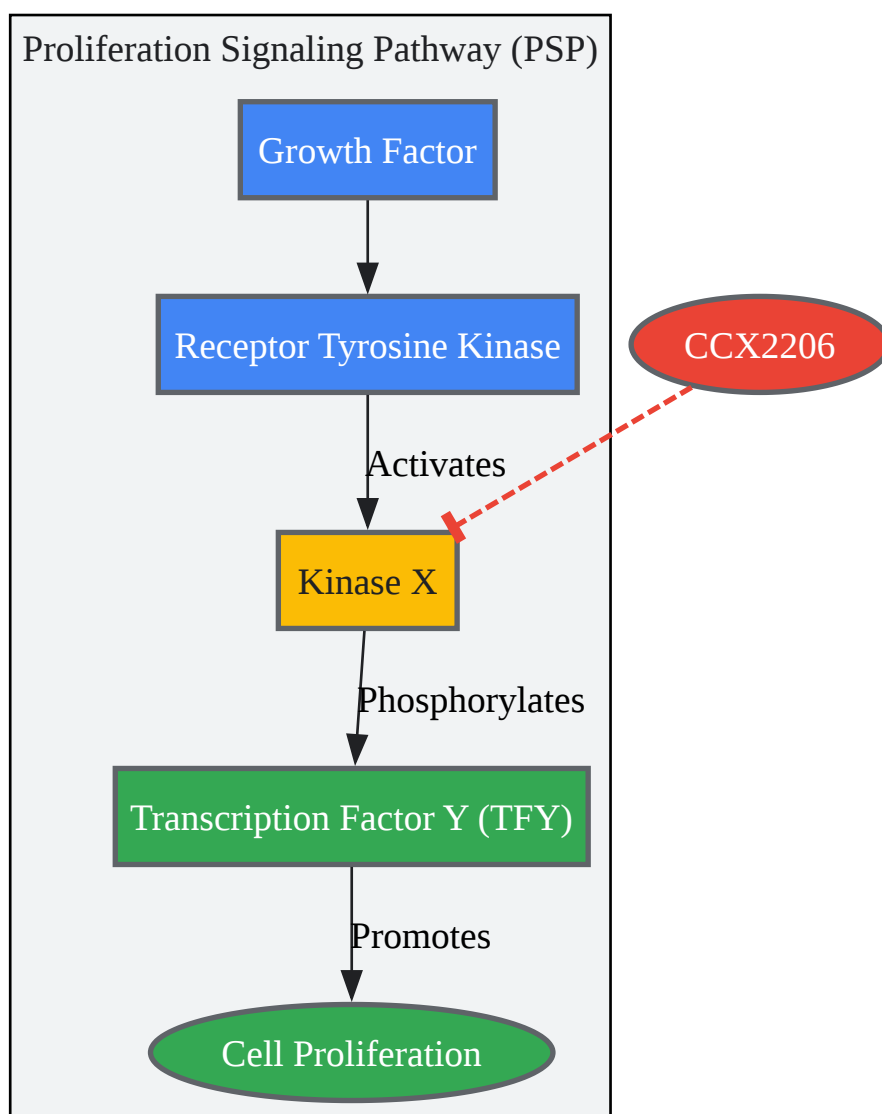 Proliferation Signaling Pathway (PSP)
Growth Factor
Receptor Tyrosine Kinase
CCX2206
Activates
Kinase X
Phosphorylates
Transcription Factor Y (TFY)
Promotes
Cell Proliferation